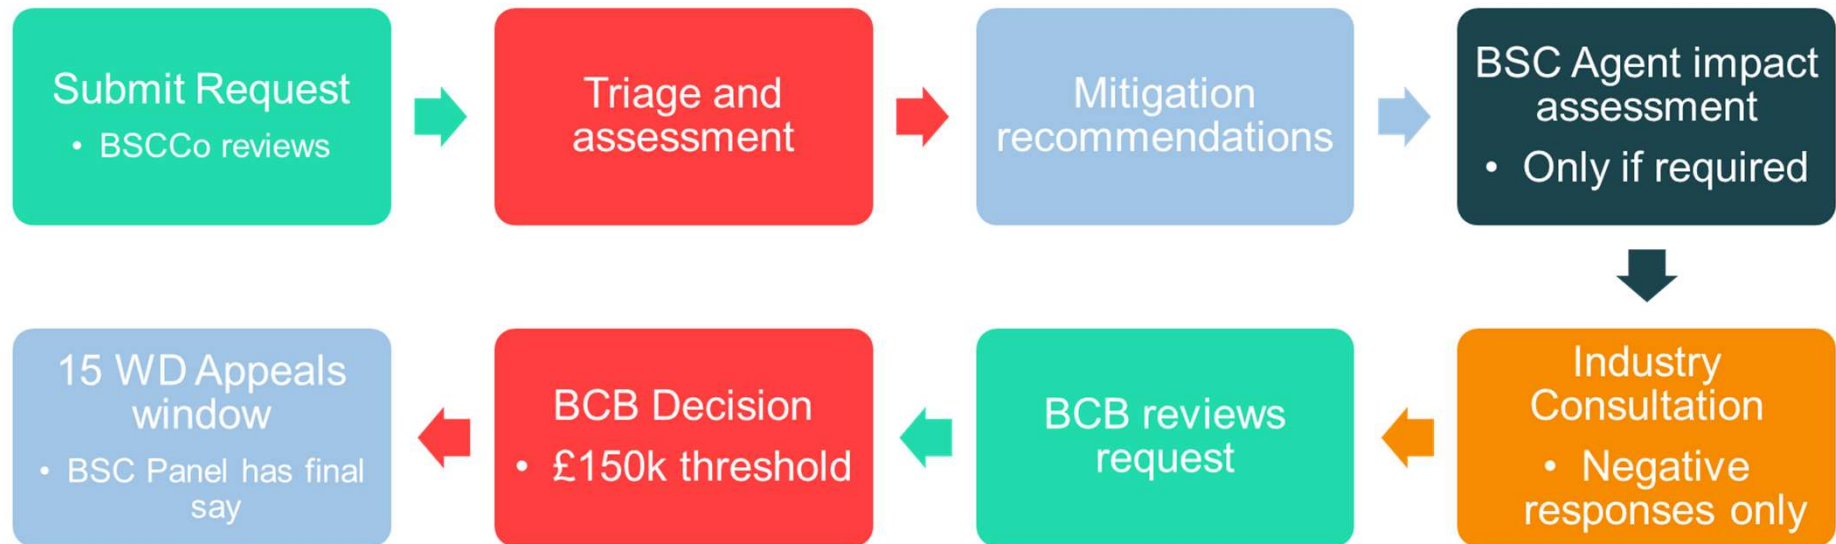 Submit Request
• BSCCo reviews
Triage and
assessment
Mitigation
recommendations
BSC Agent impact
assessment
• Only if required
Industry
Consultation
• Negative
responses only
BCB reviews
request
BCB Decision
• £150k threshold
15 WD Appeals
window
• BSC Panel has final
say